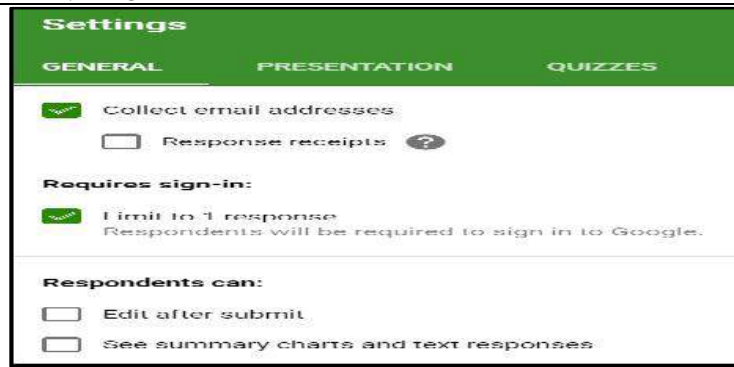 Settings
GENERAL PRESENTATION QUIZZES
Collect email addresses
Response receipts ?
Requires sign-in:
Limit to 1 response
Respondents will be required to sign in to Google.
Respondents can:
Edit after submit
See summary charts and text responses